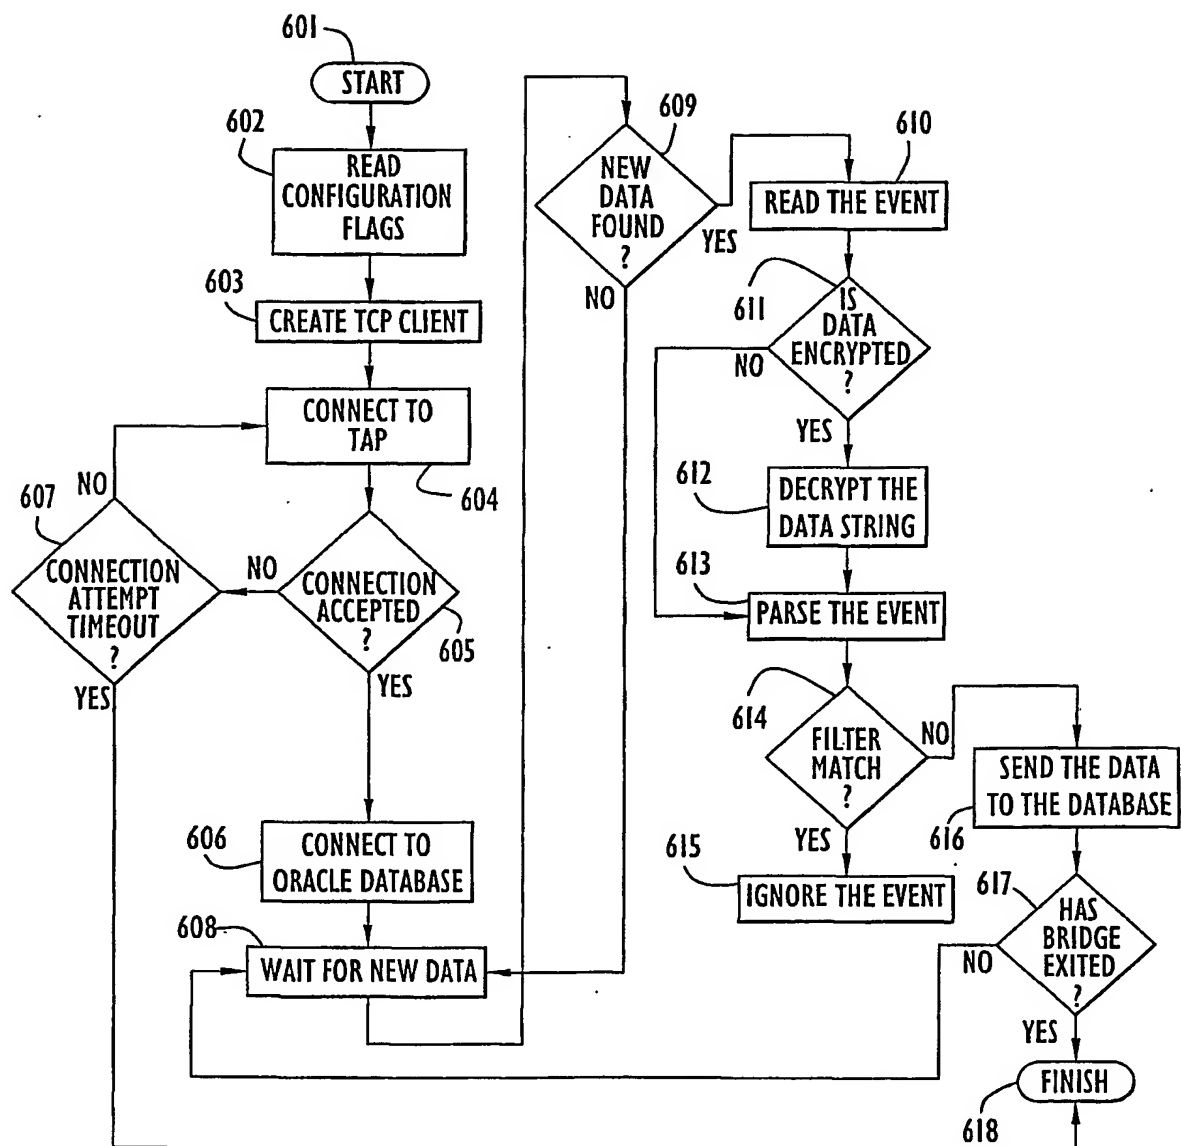 601
START
602
READ
CONFIGURATION
FLAGS
603
CREATE TCP CLIENT
CONNECT TO
TAP
604
NO
607
CONNECTION
ATTEMPT
TIMEOUT
?
YES
NO
CONNECTION
ACCEPTED
?
605
YES
606
CONNECT TO
ORACLE DATABASE
608
WAIT FOR NEW DATA
609
NEW
DATA
FOUND
?
YES
NO
610
READ THE EVENT
611
IS
DATA
ENCRYPTED
?
NO
YES
612
DECRYPT THE
DATA STRING
613
PARSE THE EVENT
614
FILTER
MATCH
?
NO
YES
615
IGNORE THE EVENT
SEND THE DATA
TO THE DATABASE
616
617
HAS
BRIDGE
EXITED
?
NO
YES
FINISH
618